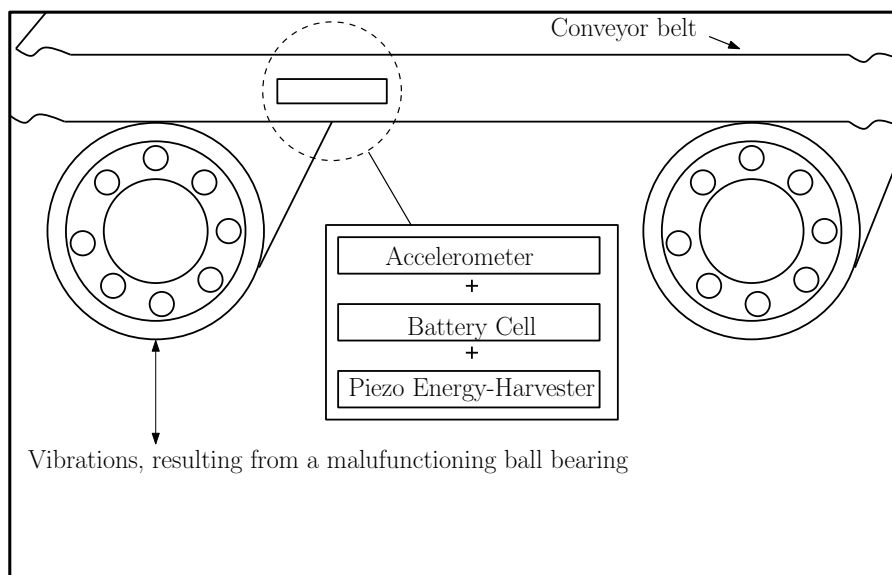 Conveyor belt
Accelerometer
+
Battery Cell
+
Piezo Energy-Harvester
Vibrations, resulting from a malufunctioning ball bearing